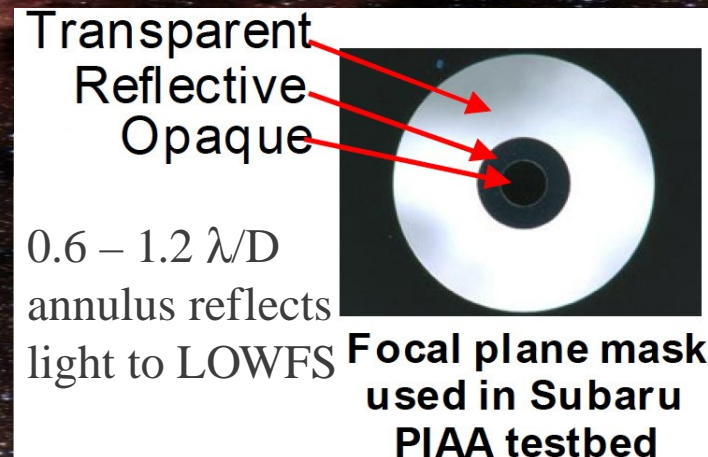 Transparent
Reflective
Opaque
0.6 – 1.2 λ/D
annulus reflects
light to LOWFS
Focal plane mask
used in Subaru
PIAA testbed